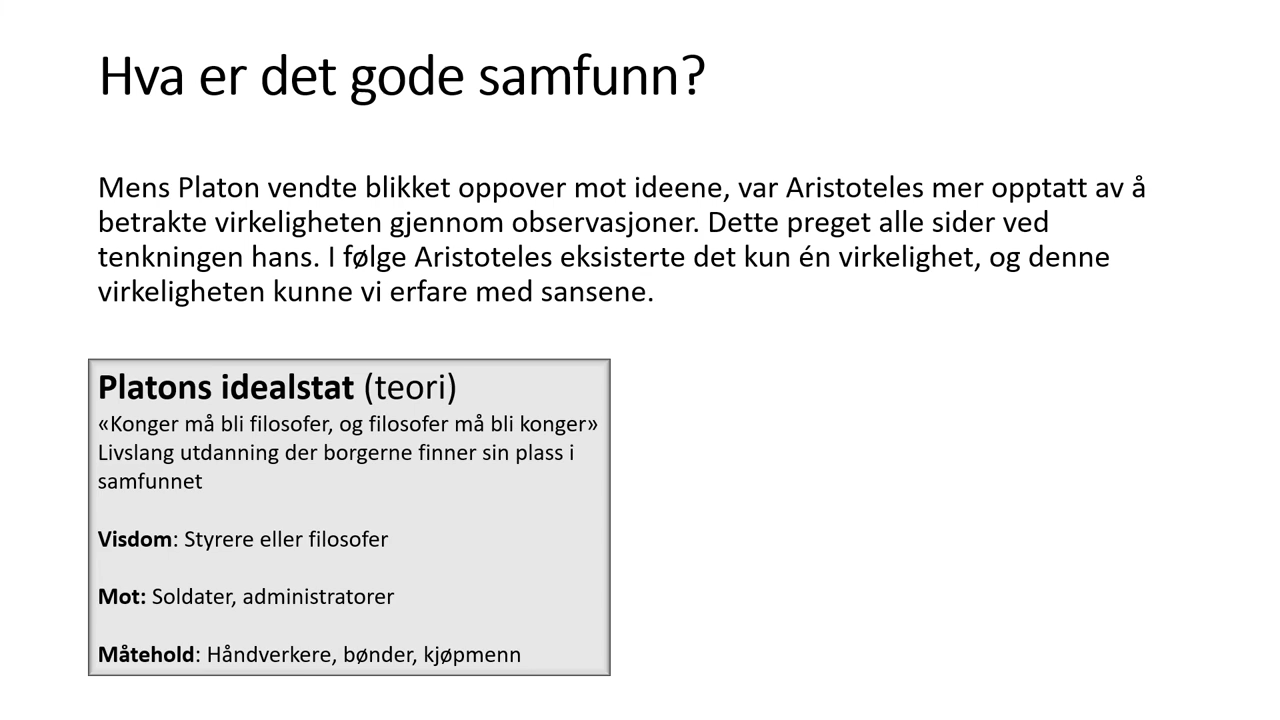 Hva er det gode samfunn?
Mens Platon vendte blikket oppover mot ideene, var Aristoteles mer opptatt av å
betrakte virkeligheten gjennom observasjoner. Dette preget alle sider ved
tenkningen hans. I følge Aristoteles eksisterte det kun én virkelighet, og denne
virkeligheten kunne vi erfare med sansene.
Platons idealstat (teori)
«Konger må bli filosofer, og filosofer må bli konger»
Livslang utdanning der borgerne finner sin plass i
samfunnet
Visdom: Styrere eller filosofer
Mot: Soldater, administratorer
Måtehold: Håndverkere, bønder, kjøpmenn